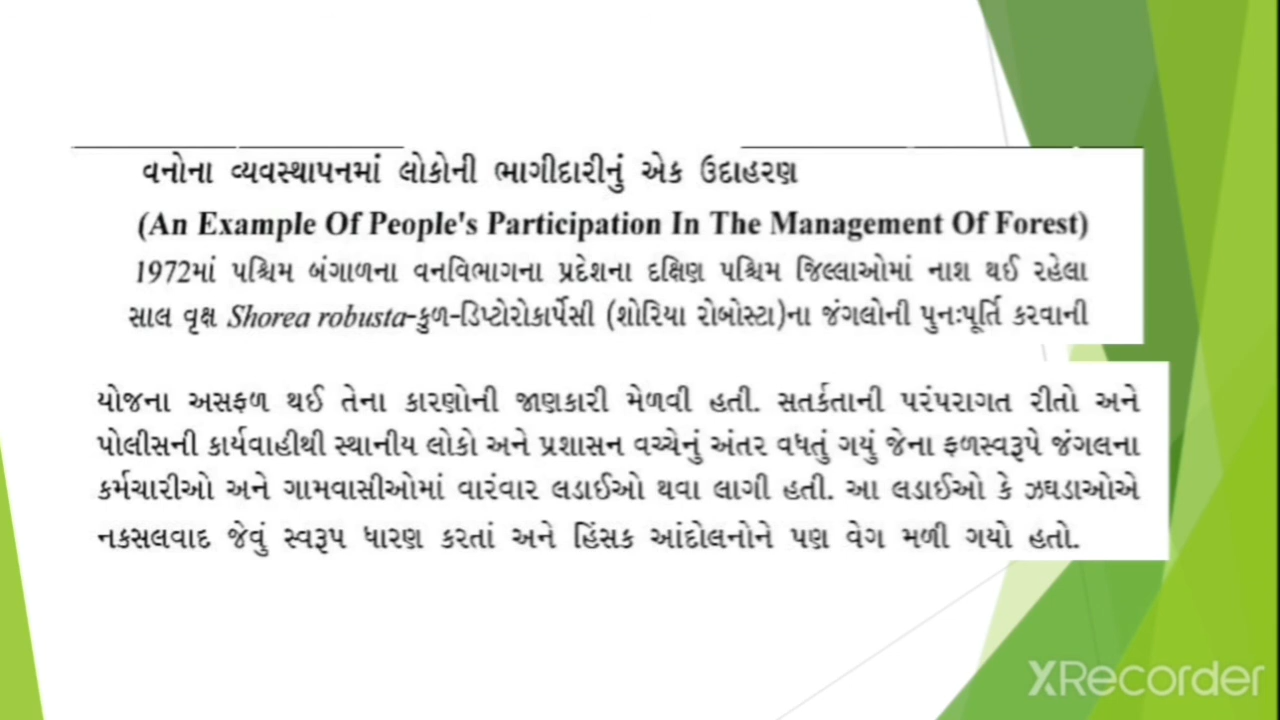 વનોના વ્યવસ્થાપનમાં લોકોની ભાગીદારીનું એક ઉદાહરણ
(An Example Of People's Participation In The Management Of Forest)
1972માં પશ્ચિમ બંગાળના વનવિભાગના પ્રદેશના દક્ષિણ પશ્ચિમ જિલ્લાઓમાં નાશ થઈ રહેલા
સાલ વૃક્ષ Shorea robusta-કુળ-ડિપ્ટોરોકાર્પેસી (શોરિયા રોબોસ્ટા)ના જંગલોની પુનઃપૂર્તિ કરવાની
યોજના અસફળ થઈ તેના કારણોની જાણકારી મેળવી હતી. સતર્કતાની પરંપરાગત રીતો અને
પોલીસની કાર્યવાહીથી સ્થાનીય લોકો અને પ્રશાસન વચ્ચેનું અંતર વધતું ગયું જેના ફળસ્વરૂપે જંગલના
કર્મચારીઓ અને ગામવાસીઓમાં વારંવાર લડાઈઓ થવા લાગી હતી. આ લડાઈઓ કે ઝઘડાઓએ
નકસલવાદ જેવું સ્વરૂપ ધારણ કરતાં અને હિંસક આંદોલનોને પણ વેગ મળી ગયો હતો.
XRecorder